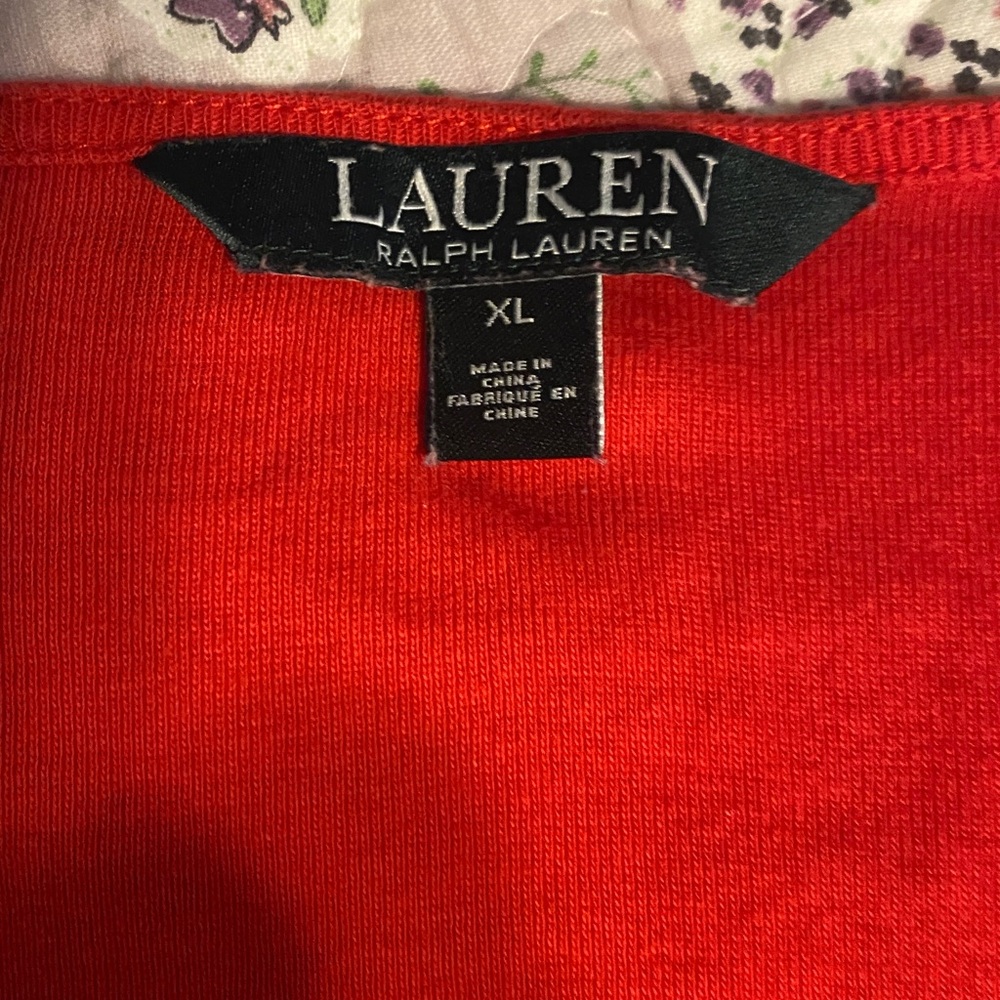 LAUREN
RALPH LAUREN
XL
MADE IN
CHINA
FABRIQUÉ EN
CHINE